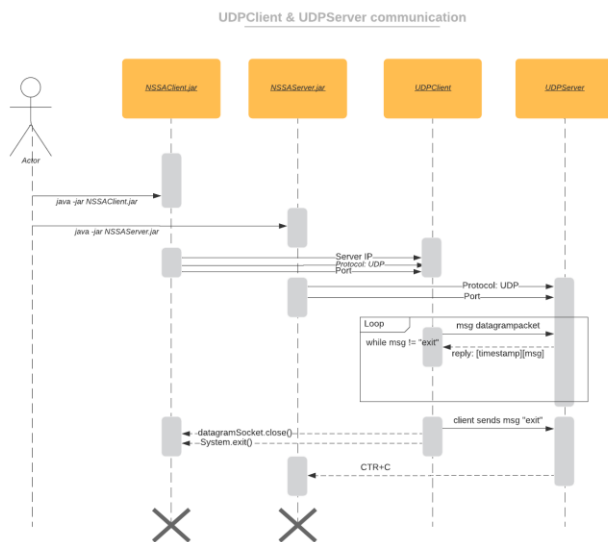 UDPClient & UDPServer communication
NSSAClient.jar
NSSAServer.jar
UDPClient
UDPServer
Actor
java -jar NSSAClient.jar
java -jar NSSAServer.jar
Server IP
Protocol: UDP
Port
Protocol: UDP
Port
Loop
msg datagrampacket
while msg != "exit"
reply: [timestamp][msg]
datagramSocket.close()
client sends msg "exit"
System.exit()
CTR+C